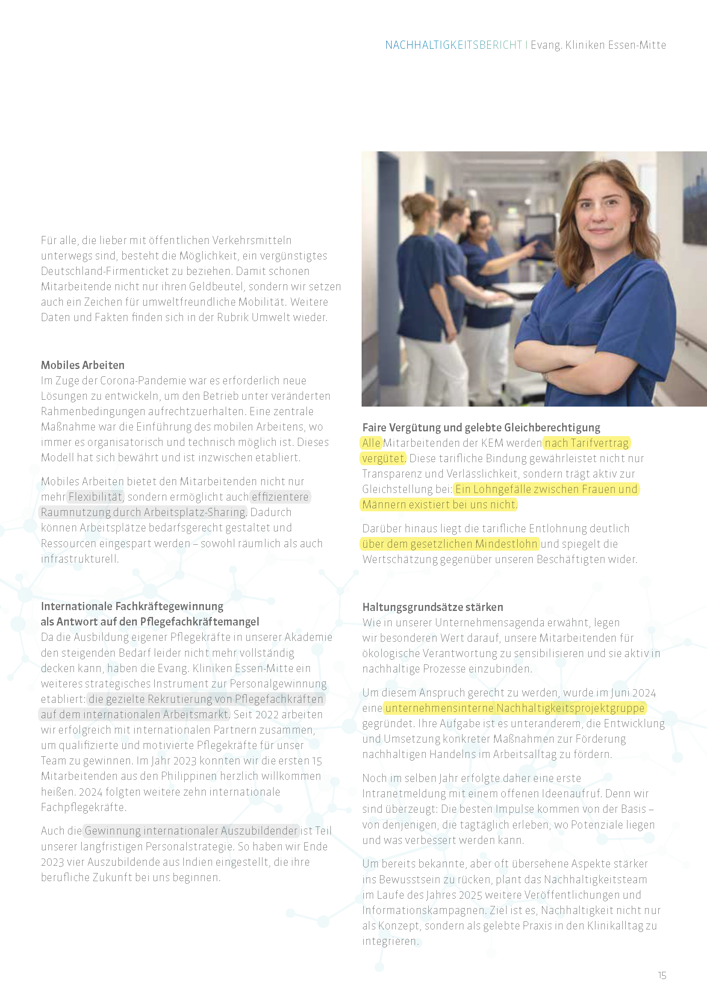 NACHHALTIGKEITSBERICHT | Evang. Kliniken Essen-Mitte
Für alle, die lieber mit öffentlichen Verkehrsmitteln
unterwegs sind, besteht die Möglichkeit, ein vergünstigtes
Deutschland-Firmenticket zu beziehen. Damit schonen
Mitarbeitende nicht nur ihren Geldbeutel, sondern wir setzen
auch ein Zeichen für umweltfreundliche Mobilität. Weitere
Daten und Fakten finden sich in der Rubrik Umwelt wieder.
Mobiles Arbeiten
Im Zuge der Corona-Pandemie war es erforderlich neue
Lösungen zu entwickeln, um den Betrieb unter veränderten
Rahmenbedingungen aufrechtzuerhalten. Eine zentrale
Maßnahme war die Einführung des mobilen Arbeitens, wo
immer es organisatorisch und technisch möglich ist. Dieses
Modell hat sich bewährt und ist inzwischen etabliert.
Mobiles Arbeiten bietet den Mitarbeitenden nicht nur
mehr Flexibilität, sondern ermöglicht auch effizientere
Raumnutzung durch Arbeitsplatz-Sharing. Dadurch
können Arbeitsplätze bedarfsgerecht gestaltet und
Ressourcen eingespart werden – sowohl räumlich als auch
infrastrukturell.
Internationale Fachkräftegewinnung
als Antwort auf den Pflegefachkräftemangel
Da die Ausbildung eigener Pflegekräfte in unserer Akademie
den steigenden Bedarf leider nicht mehr vollständig
decken kann, haben die Evang. Kliniken Essen-Mitte ein
weiteres strategisches Instrument zur Personalgewinnung
etabliert: die gezielte Rekrutierung von Pflegefachkräften
auf dem internationalen Arbeitsmarkt. Seit 2022 arbeiten
wir erfolgreich mit internationalen Partnern zusammen,
um qualifizierte und motivierte Pflegekräfte für unser
Team zu gewinnen. Im Jahr 2023 konnten wir die ersten 15
Mitarbeitenden aus den Philippinen herzlich willkommen
heißen. 2024 folgten weitere zehn internationale
Fachpflegekräfte.
Auch die Gewinnung internationaler Auszubildender ist Teil
unserer langfristigen Personalstrategie. So haben wir Ende
2023 vier Auszubildende aus Indien eingestellt, die ihre
berufliche Zukunft bei uns beginnen.
Faire Vergütung und gelebte Gleichberechtigung
Alle Mitarbeitenden der KEM werden nach Tarifvertrag
vergütet. Diese tarifliche Bindung gewährleistet nicht nur
Transparenz und Verlässlichkeit, sondern trägt aktiv zur
Gleichstellung bei: Ein Lohngefälle zwischen Frauen und
Männern existiert bei uns nicht.
Darüber hinaus liegt die tarifliche Entlohnung deutlich
über dem gesetzlichen Mindestlohn und spiegelt die
Wertschätzung gegenüber unseren Beschäftigten wider.
Haltungsgrundsätze stärken
Wie in unserer Unternehmensagenda erwähnt, legen
wir besonderen Wert darauf, unsere Mitarbeitenden für
ökologische Verantwortung zu sensibilisieren und sie aktiv in
nachhaltige Prozesse einzubinden.
Um diesem Anspruch gerecht zu werden, wurde im Juni 2024
eine unternehmensinterne Nachhaltigkeitsprojektgruppe
gegründet. Ihre Aufgabe ist es unteranderem, die Entwicklung
und Umsetzung konkreter Maßnahmen zur Förderung
nachhaltigen Handelns im Arbeitsalltag zu fördern.
Noch im selben Jahr erfolgte daher eine erste
Intranetmeldung mit einem offenen Ideenaufruf. Denn wir
sind überzeugt: Die besten Impulse kommen von der Basis –
von denjenigen, die tagtäglich erleben, wo Potenziale liegen
und was verbessert werden kann.
Um bereits bekannte, aber oft übersehene Aspekte stärker
ins Bewusstsein zu rücken, plant das Nachhaltigkeitsteam
im Laufe des Jahres 2025 weitere Veröffentlichungen und
Informationskampagnen. Ziel ist es, Nachhaltigkeit nicht nur
als Konzept, sondern als gelebte Praxis in den Klinikalltag zu
integrieren.
15